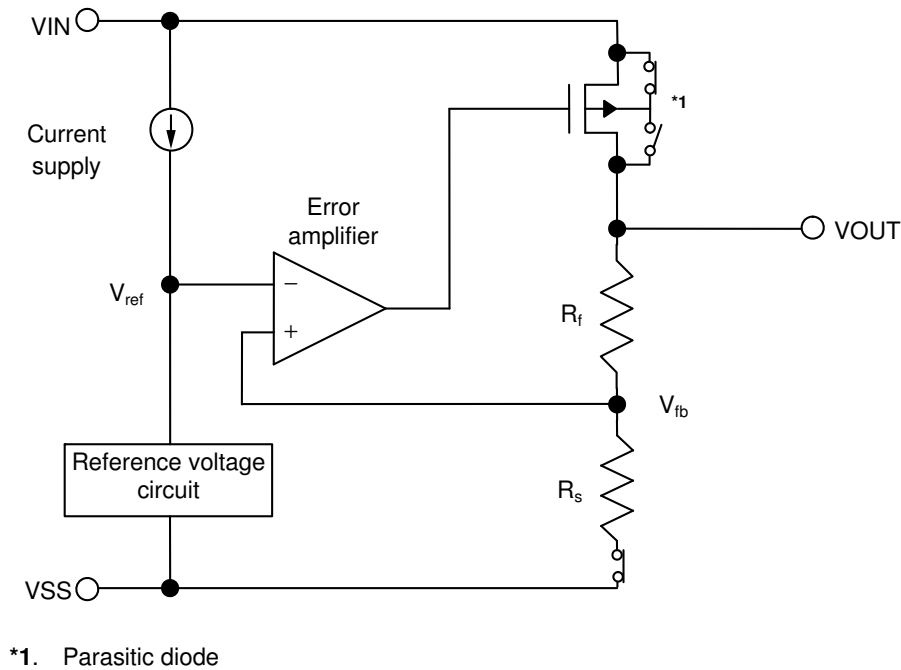 VIN
*1
Current
supply
Error
amplifier
VOUT
Vref
−
+
Rf
Vfb
Reference voltage
circuit
Rs
VSS
*1. Parasitic diode